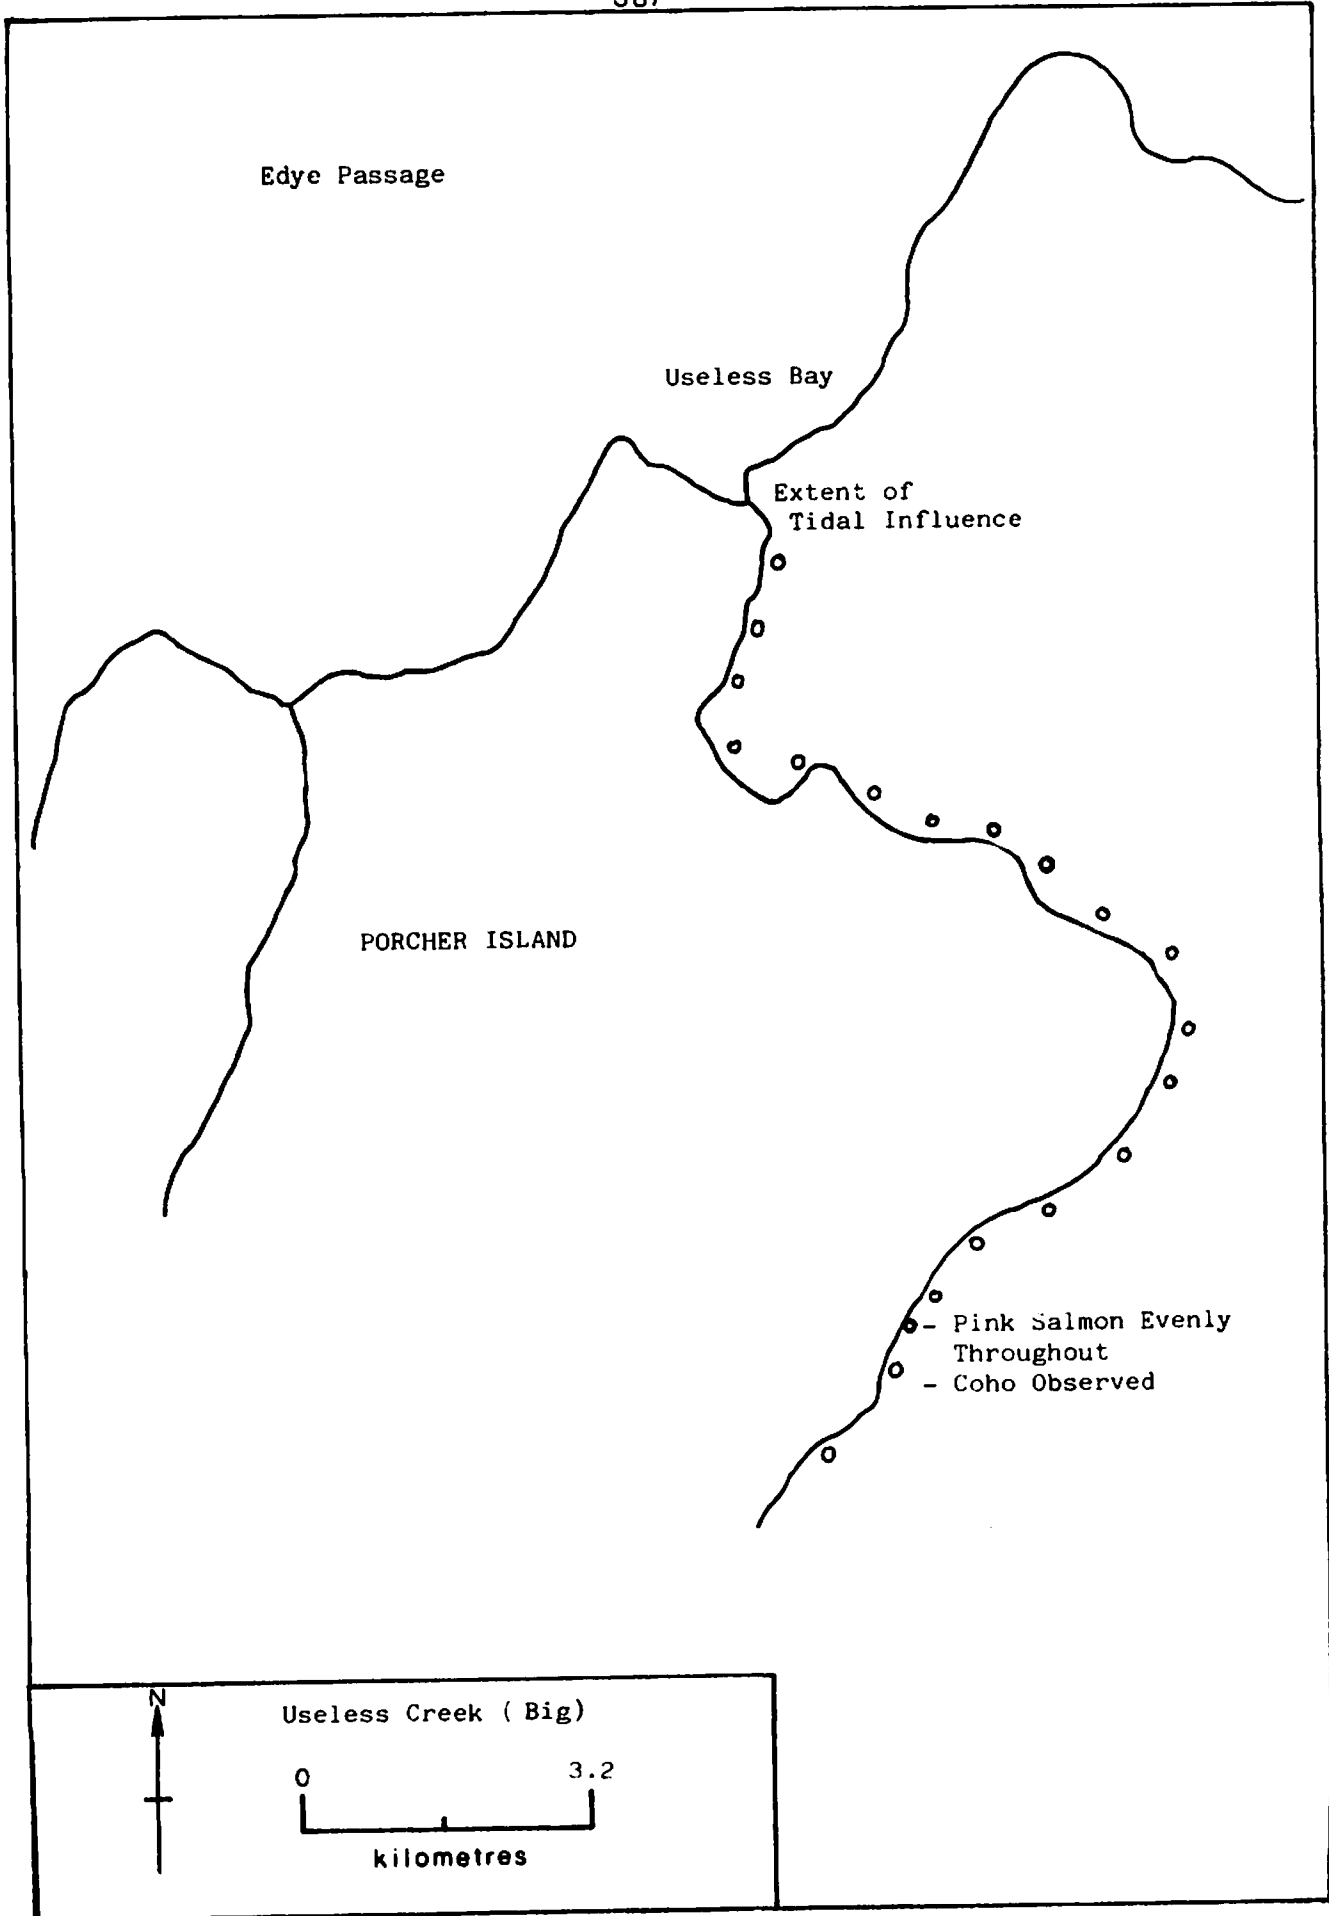 Edye Passage
Useless Bay
Extent of
Tidal Influence
PORCHER ISLAND
- Pink Salmon Evenly
Throughout
- Coho Observed
N
Useless Creek ( Big)
0 3.2
kilometres